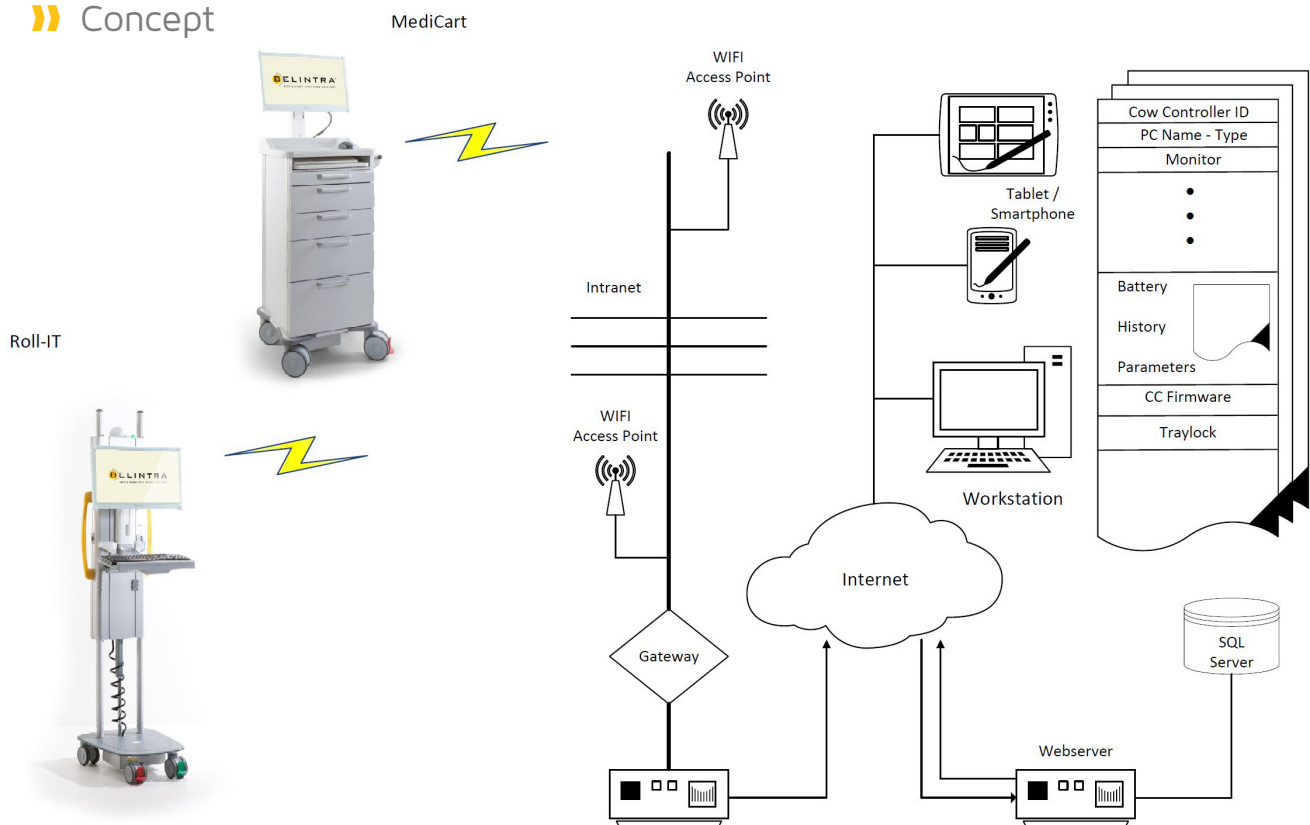 Concept
MediCart
BELINTRA
Roll-IT
WIFI
Access Point
Intranet
WIFI
Access Point
Gateway
Tablet /
Smartphone
Workstation
Internet
Webserver
SQL
Server
Cow Controller ID
PC Name - Type
Monitor
Battery
History
Parameters
CC Firmware
Traylock